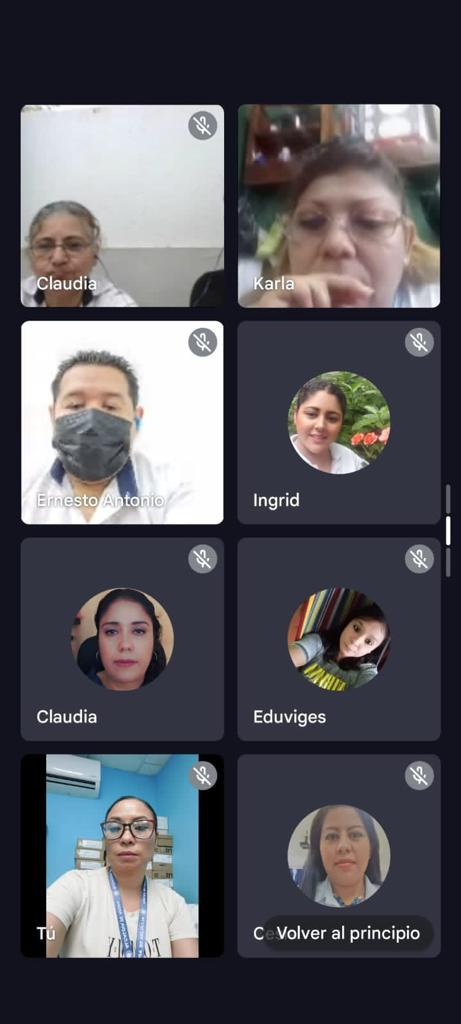 Claudia
Karla
Ernesto Antonio
Ingrid
Claudia
Eduviges
Tú
Volver al principio